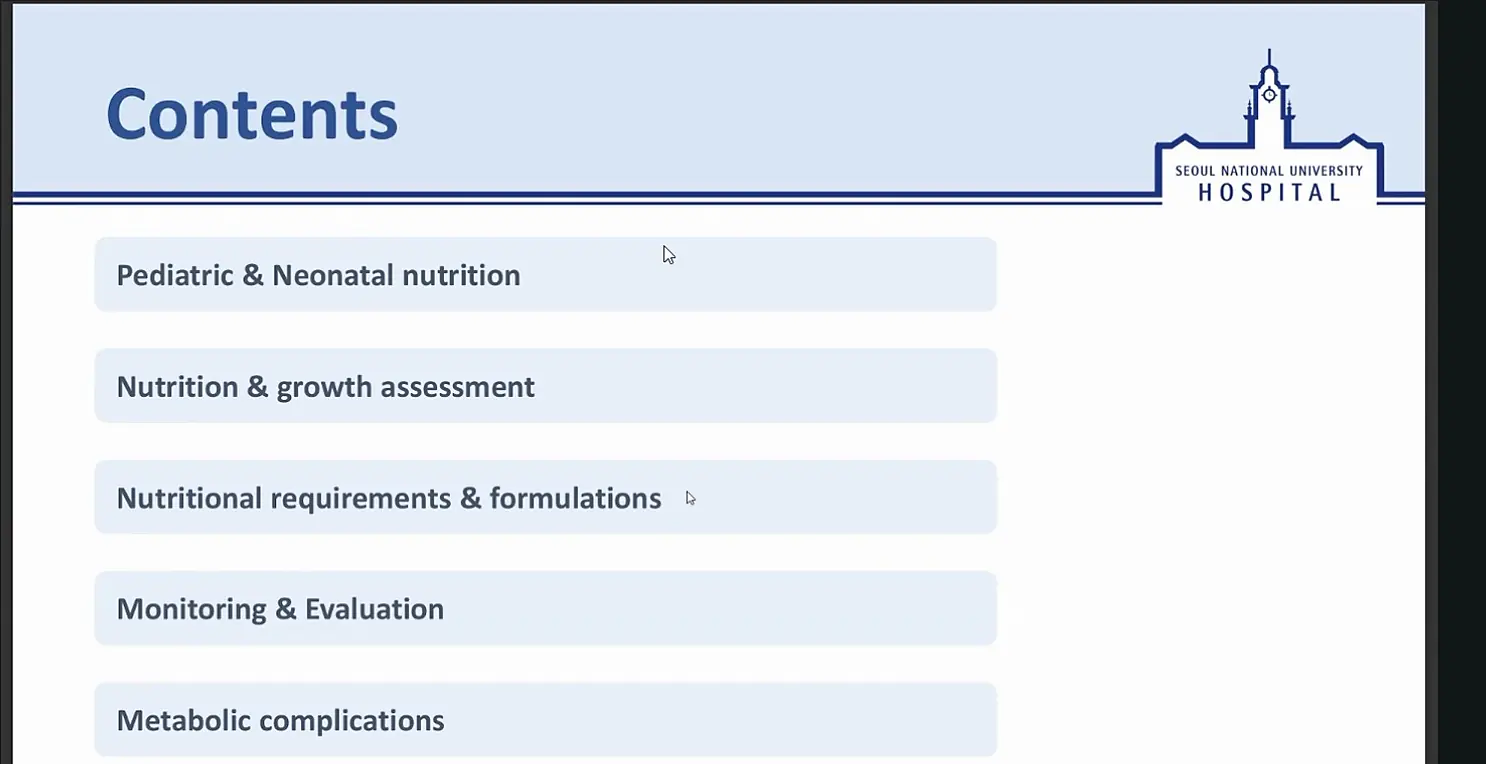 Contents
SEOUL NATIONAL UNIVERSITY
HOSPITAL
Pediatric & Neonatal nutrition
Nutrition & growth assessment
Nutritional requirements & formulations
Monitoring & Evaluation
Metabolic complications